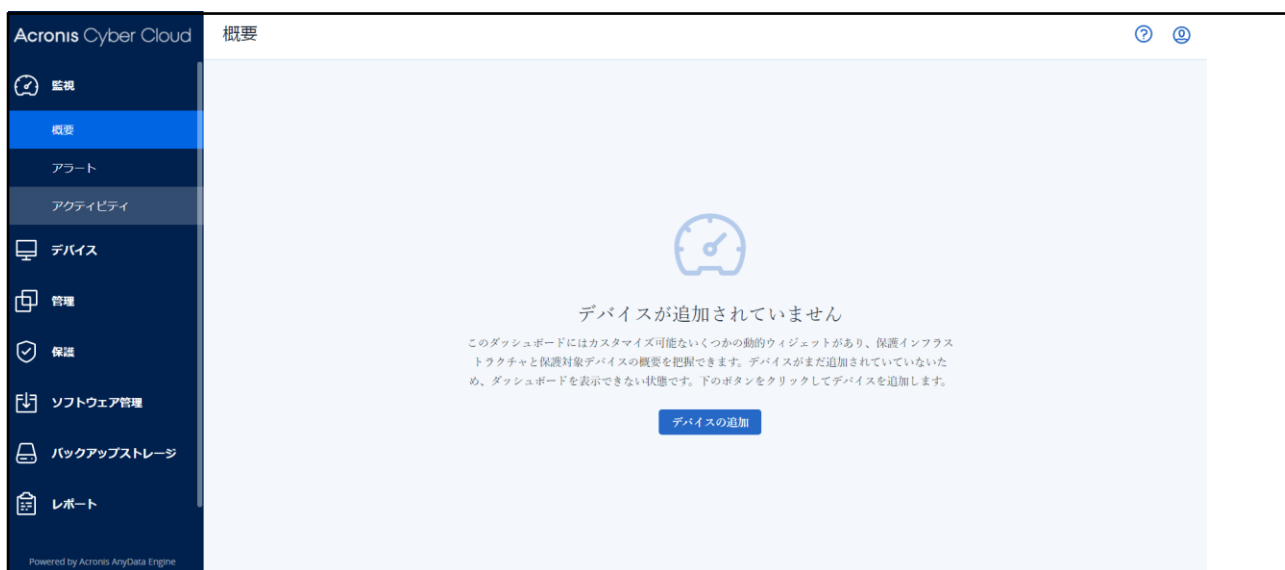 Acronis Cyber Cloud
概要
監視
概要
アラート
アクティビティ
デバイス
管理
保護
ソフトウェア管理
バックアップストレージ
レポート
Powered by Acronis AnyData Engine
デバイスが追加されていません
このダッシュボードにはカスタマイズ可能ないくつかの動的ウィジェットがあり、保護インフラス
トラクチャと保護対象デバイスの概要を把握できます。デバイスがまだ追加されていていないた
め、ダッシュボードを表示できない状態です。下のボタンをクリックしてデバイスを追加します。
デバイスの追加